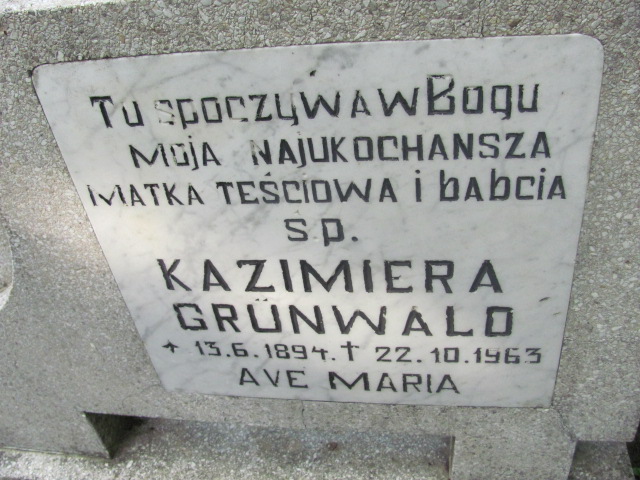 Tu spoczywa w Bogu
MOJA NAJUKOCHANSZA
MATKA TEŚCIOWA i babcia
ś.p.
KAZIMIERA
GRÜNWALD
+ 13.6.1894. † 22.10.1963
AVE MARIA